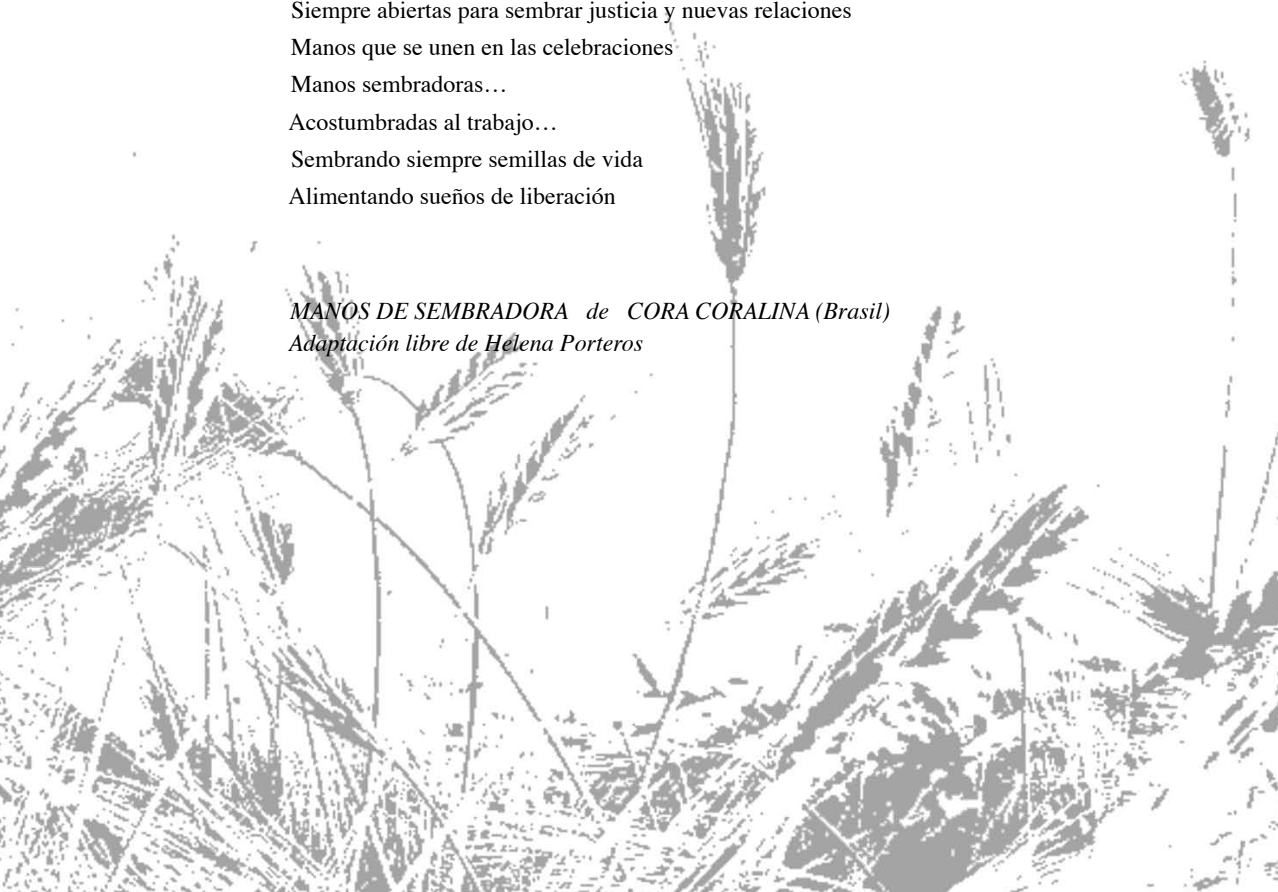 Siempre abiertas para sembrar justicia y nuevas relaciones
Manos que se unen en las celebraciones
Manos sembradoras…
Acostumbradas al trabajo…
Sembrando siempre semillas de vida
Alimentando sueños de liberación
MANOS DE SEMBRADORA de CORA CORALINA (Brasil)
Adaptación libre de Helena Porteros